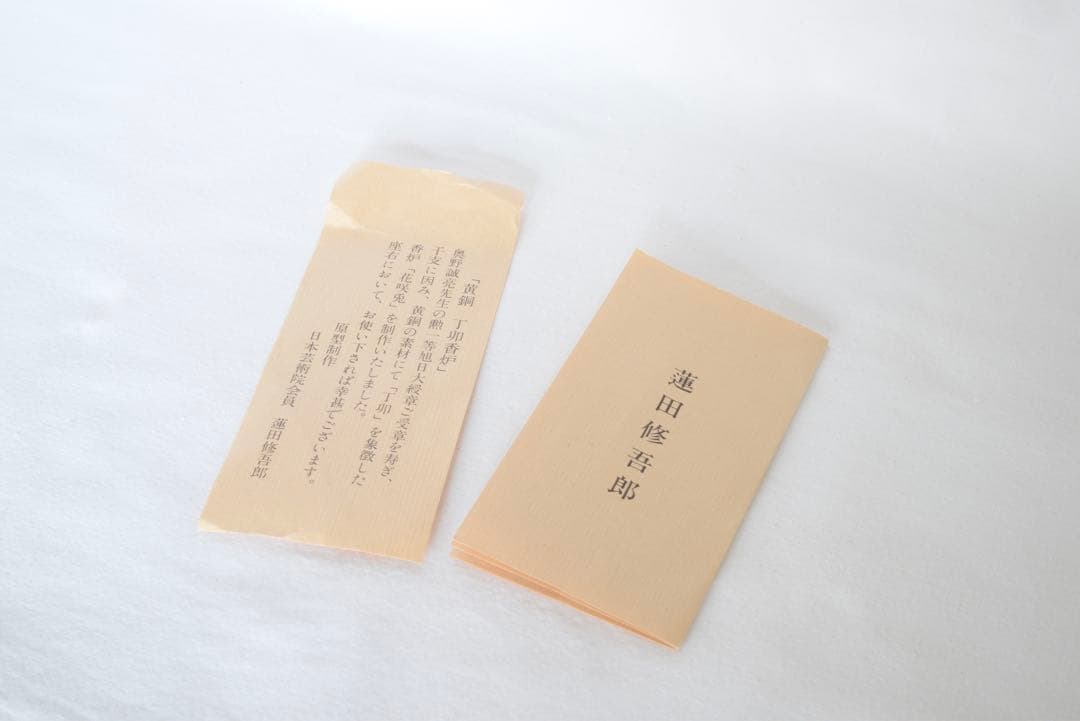 「黄銅 丁卯香炉」
奥野誠亮先生の勲一等旭日大綬章ご受章を寿ぎ、
干支に因み、黄銅の素材にて「丁卯」を象徴した
香炉「花咲兎」を制作いたしました。
座右において、お使い下されば幸甚でございます。
原型制作
日本芸術院会員 蓮田修吾郎
蓮田修吾郎